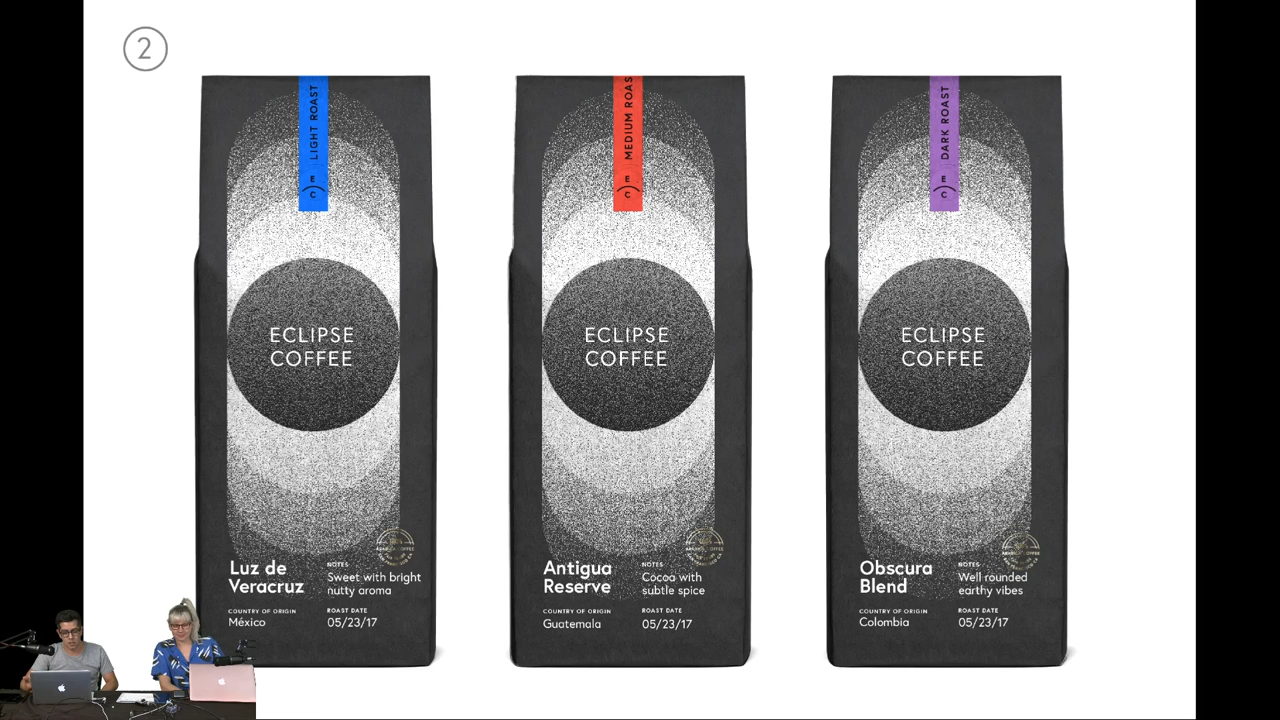 2
LIGHT ROAST
E
C
ECLIPSE
COFFEE
Luz de
Veracruz
NOTES
Sweet with bright
nutty aroma
COUNTRY OF ORIGIN
México
ROAST DATE
05/23/17
MEDIUM ROAS
E
C
ECLIPSE
COFFEE
Antigua
Reserve
NOTES
Cocoa with
subtle spice
COUNTRY OF ORIGIN
Guatemala
ROAST DATE
05/23/17
DARK ROAST
E
C
ECLIPSE
COFFEE
Obscura
Blend
NOTES
Well rounded
earthy vibes
COUNTRY OF ORIGIN
Colombia
ROAST DATE
05/23/17